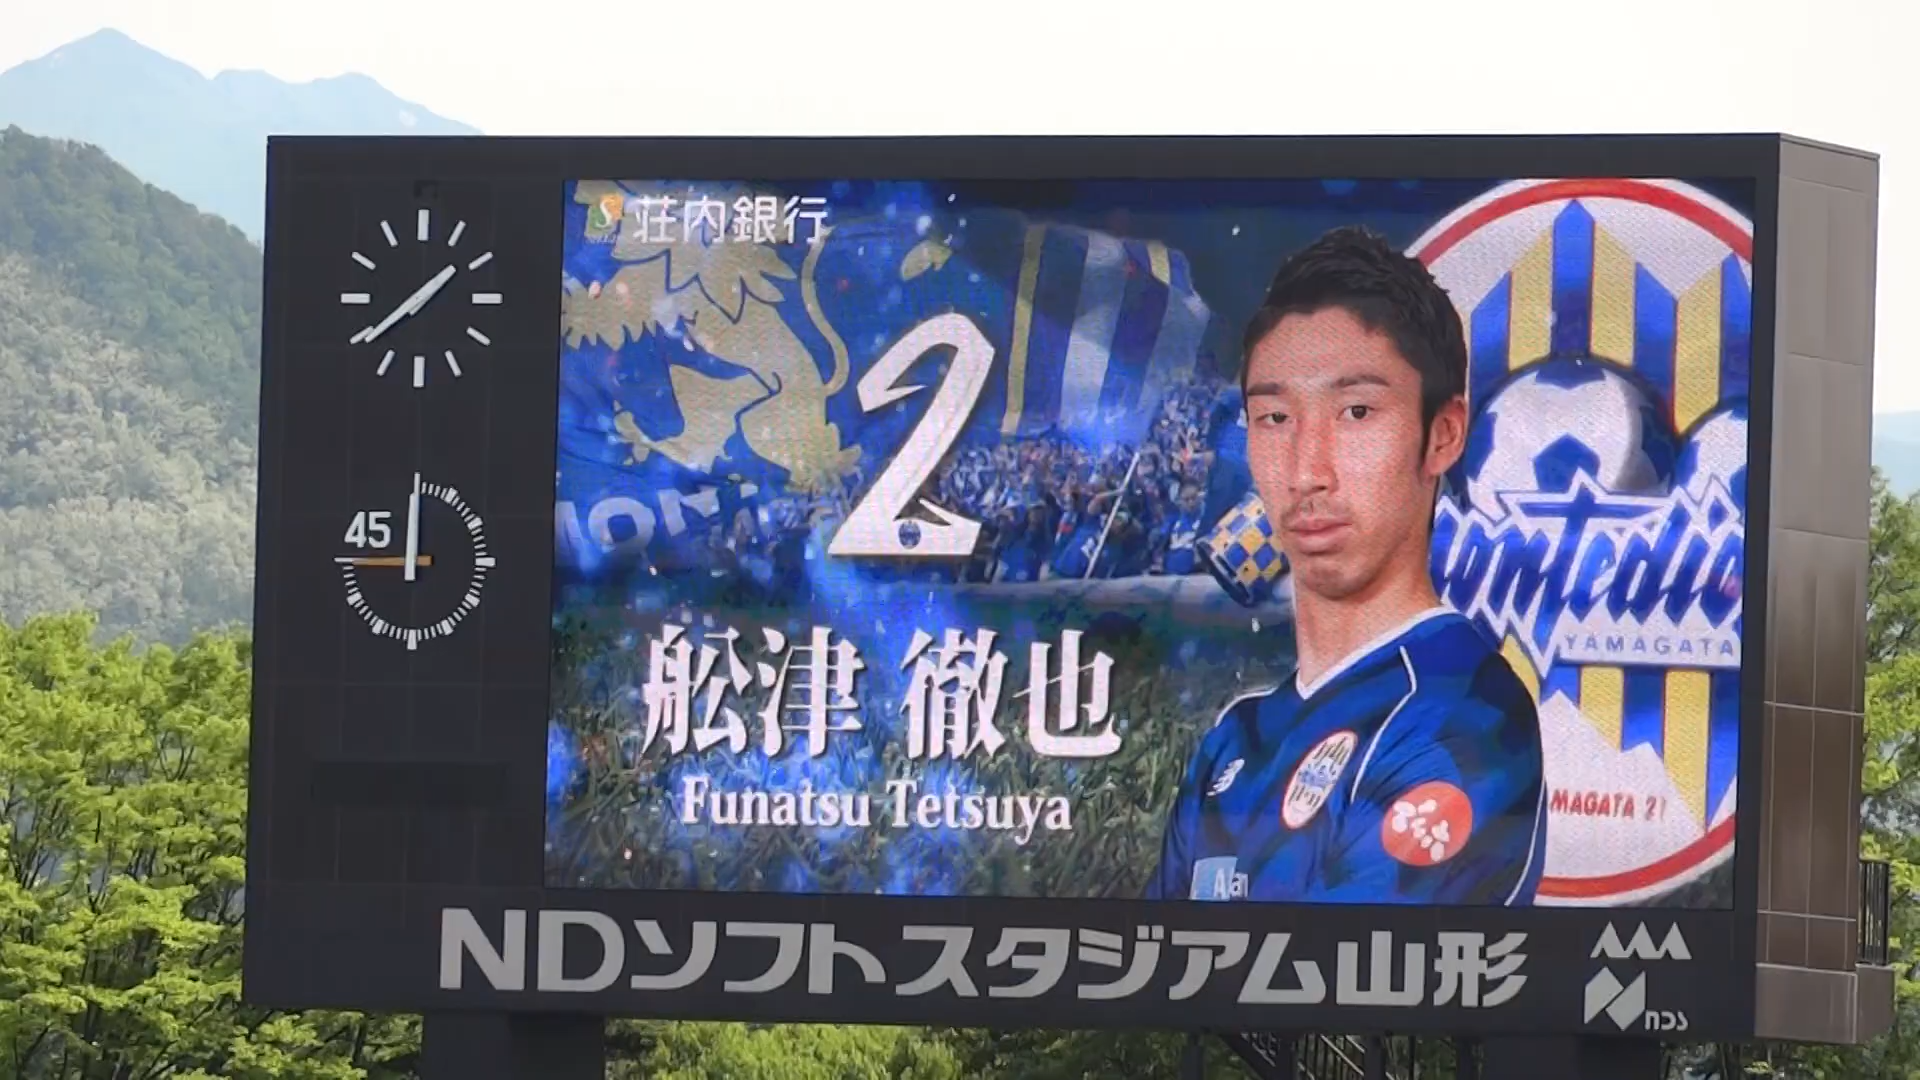 荘内銀行
45
2
舩津 徹也
Funatsu Tetsuya
montedio
YAMAGATA
MAGATA 21
NDソフトスタジアム山形
NDS